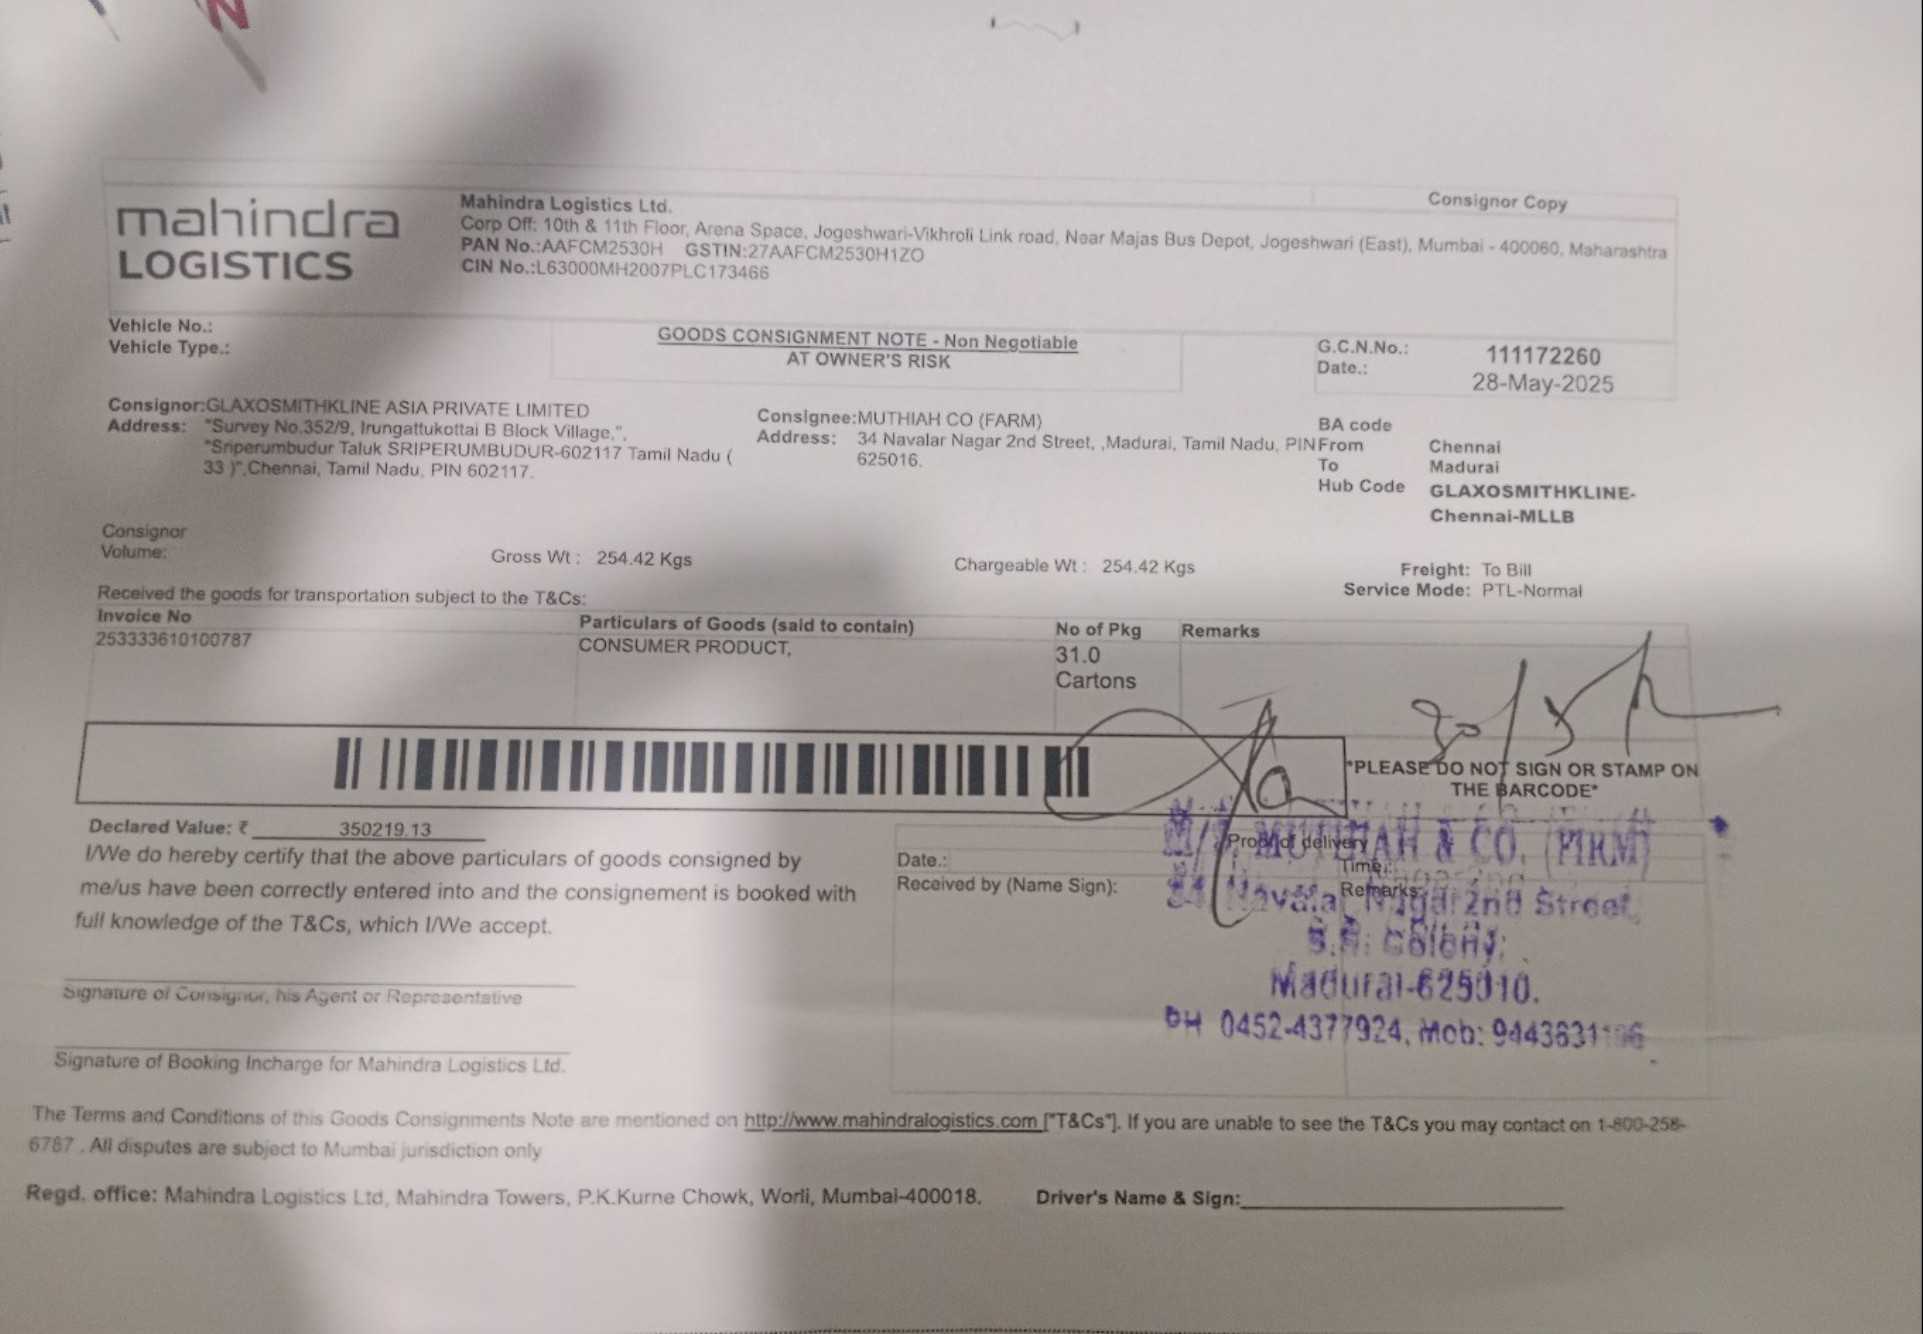 Consignor Copy
mahindra
LOGISTICS
Mahindra Logistics Ltd.
Corp Off: 10th & 11th Floor, Arena Space, Jogeshwari-Vikhroli Link road, Near Majas Bus Depot, Jogeshwari (East), Mumbai - 400060, Maharashtra
PAN No.:AAFCM2530H GSTIN:27AAFCM2530H1ZO
CIN No.:L63000MH2007PLC173466
Vehicle No.:
Vehicle Type.:
GOODS CONSIGNMENT NOTE - Non Negotiable
AT OWNER'S RISK
G.C.N.No.: 111172260
Date.: 28-May-2025
Consignor:GLAXOSMITHKLINE ASIA PRIVATE LIMITED
Address: "Survey No.352/9, Irungattukottai B Block Village,",
"Sriperumbudur Taluk SRIPERUMBUDUR-602117 Tamil Nadu (
33 )",Chennai, Tamil Nadu, PIN 602117.
Consignee:MUTHIAH CO (FARM)
Address: 34 Navalar Nagar 2nd Street, ,Madurai, Tamil Nadu, PIN
625016.
BA code
From Chennai
To Madurai
Hub Code GLAXOSMITHKLINE-
Chennai-MLLB
Consignor
Volume:
Gross Wt : 254.42 Kgs
Chargeable Wt : 254.42 Kgs
Freight: To Bill
Service Mode: PTL-Normal
Received the goods for transportation subject to the T&Cs:
Invoice No Particulars of Goods (said to contain) No of Pkg Remarks
253333610100787 CONSUMER PRODUCT, 31.0
Cartons
*PLEASE DO NOT SIGN OR STAMP ON
THE BARCODE*
Declared Value: ₹ 350219.13
I/We do hereby certify that the above particulars of goods consigned by
me/us have been correctly entered into and the consignement is booked with
full knowledge of the T&Cs, which I/We accept.
Proof of delivery
Date.: Time.:
Received by (Name Sign): Remarks
M/S. MUTHIAH & CO. (FIRM)
34 Navalar Nagar 2nd Street,
S.S. Colony,
Madurai-625010.
PH 0452-4377924, Mob:
Signature of Consignor, his Agent or Representative
Signature of Booking Incharge for Mahindra Logistics Ltd.
The Terms and Conditions of this Goods Consignments Note are mentioned on http://www.mahindralogistics.com ["T&Cs"]. If you are unable to see the T&Cs you may contact on 1-800-258-
6787 . All disputes are subject to Mumbai jurisdiction only
Regd. office: Mahindra Logistics Ltd, Mahindra Towers, P.K.Kurne Chowk, Worli, Mumbai-400018.
Driver's Name & Sign: